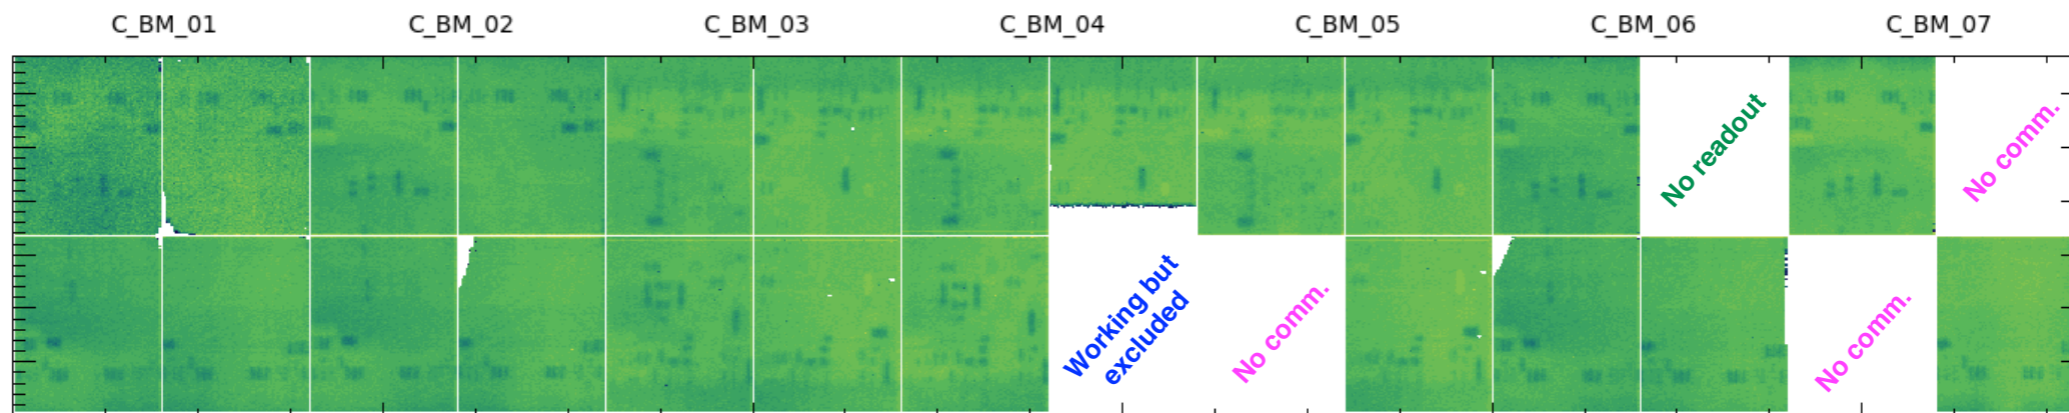 C_BM_01 C_BM_02 C_BM_03 C_BM_04 C_BM_05 C_BM_06 C_BM_07
No readout
No comm.
Working but
excluded
No comm.
No comm.